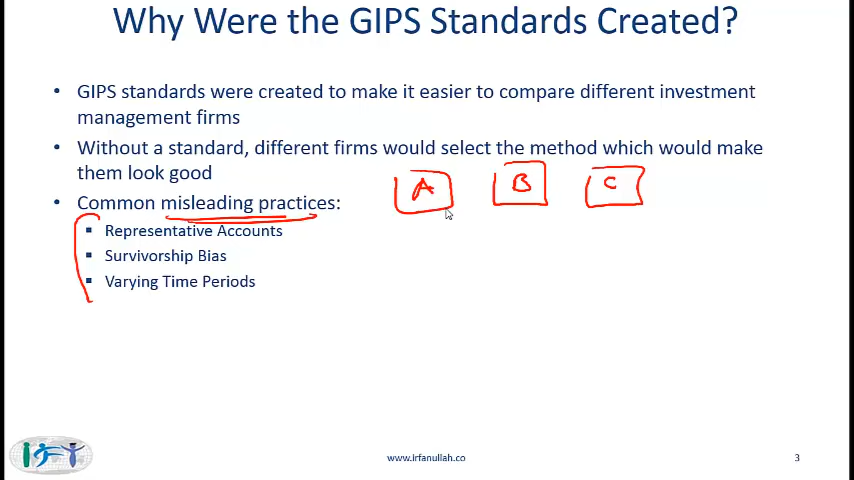 Why Were the GIPS Standards Created?
• GIPS standards were created to make it easier to compare different investment
management firms
• Without a standard, different firms would select the method which would make
them look good
• Common misleading practices:
▪ Representative Accounts
▪ Survivorship Bias
▪ Varying Time Periods
A B C
IFT
www.irfanullah.co
3